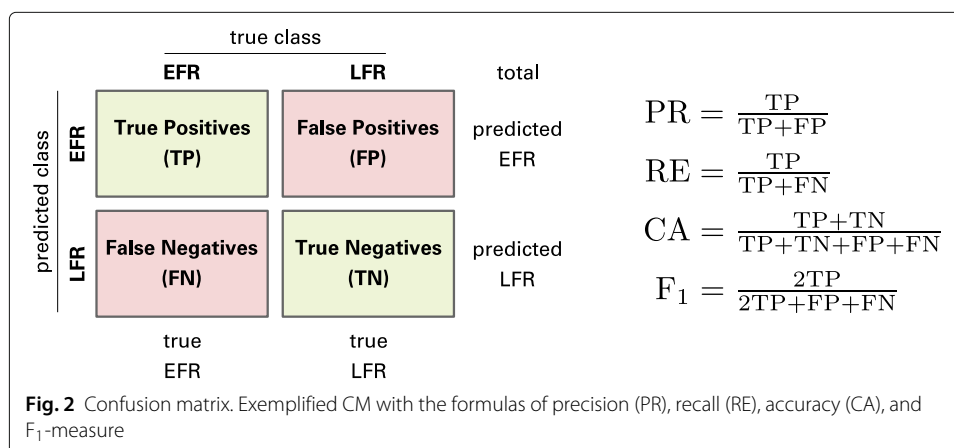 true class
EFR LFR total
predicted class
EFR
True Positives
(TP)
False Positives
(FP)
predicted
EFR
LFR
False Negatives
(FN)
True Negatives
(TN)
predicted
LFR
true
EFR
true
LFR
PR = TP / TP+FP
RE = TP / TP+FN
CA = TP+TN / TP+TN+FP+FN
F₁ = 2TP / 2TP+FP+FN
Fig. 2 Confusion matrix. Exemplified CM with the formulas of precision (PR), recall (RE), accuracy (CA), and
F₁-measure